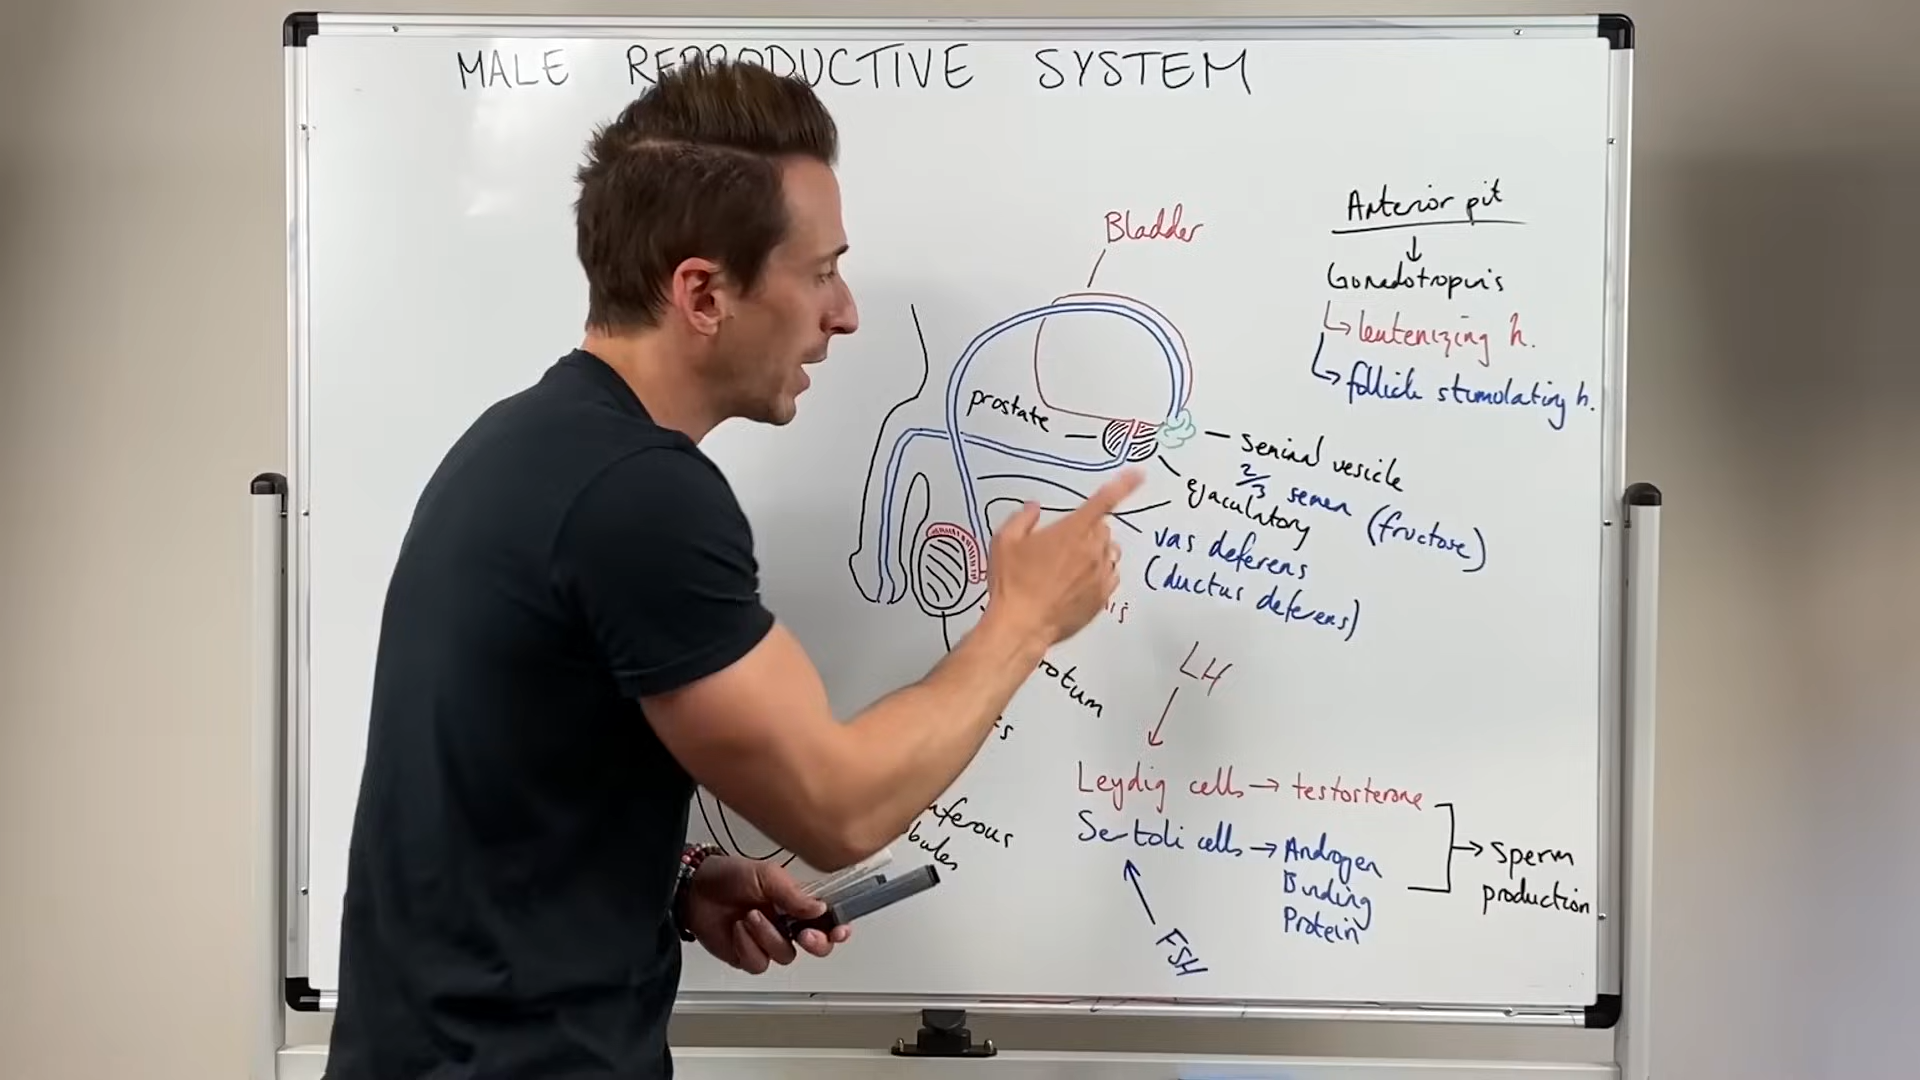 MALE REPRODUCTIVE SYSTEM
Bladder
prostate
Anterior pit
Gonadotropins
leutenizing h.
follicle stimulating h.
seminal vesicle
2/3 semen (fructose)
ejaculatory
vas deferens
(ductus deferens)
LH
Leydig cells → testosterone
Sertoli cells → Androgen
Binding
Protein
FSH
Sperm
production